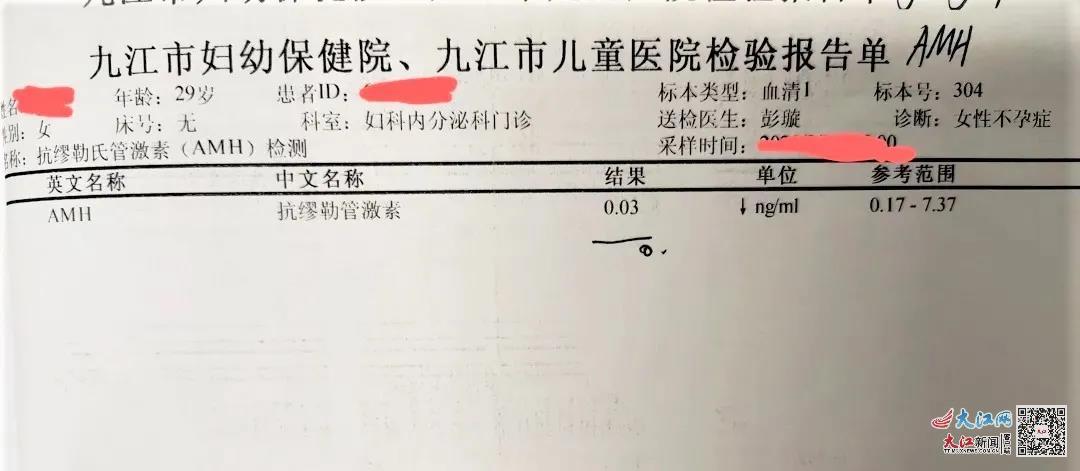 九江市妇幼保健院、九江市儿童医院检验报告单 AMH
年龄：29岁 患者ID： 标本类型：血清1 标本号：304
性别：女 床号：无 科室：妇科内分泌科门诊 送检医生：彭璇 诊断：女性不孕症
名称：抗缪勒氏管激素（AMH）检测 采样时间：
英文名称 中文名称 结果 单位 参考范围
AMH 抗缪勒管激素 0.03 ↓ ng/ml 0.17 - 7.37
大江网
大江新闻